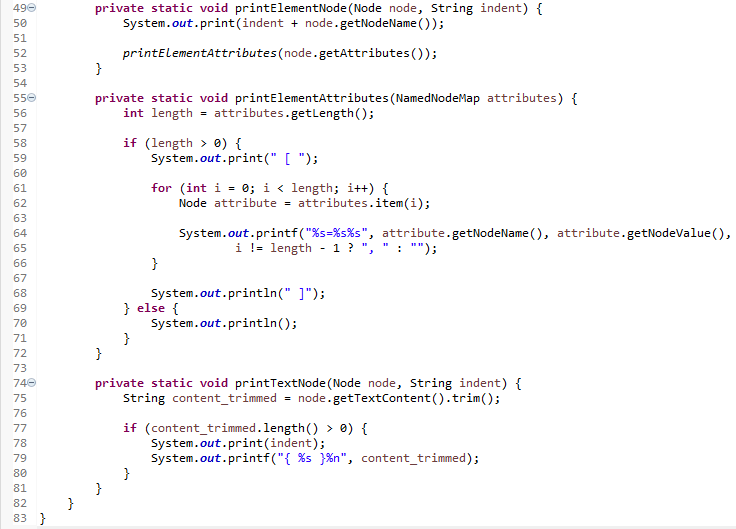 49 private static void printElementNode(Node node, String indent) {
50 System.out.print(indent + node.getNodeName());
51
52 printElementAttributes(node.getAttributes());
53 }
54
55 private static void printElementAttributes(NamedNodeMap attributes) {
56 int length = attributes.getLength();
57
58 if (length > 0) {
59 System.out.print(" [ ");
60
61 for (int i = 0; i < length; i++) {
62 Node attribute = attributes.item(i);
63
64 System.out.printf("%s=%s%s", attribute.getNodeName(), attribute.getNodeValue(),
65 i != length - 1 ? ", " : "");
66 }
67
68 System.out.println(" ]");
69 } else {
70 System.out.println();
71 }
72 }
73
74 private static void printTextNode(Node node, String indent) {
75 String content_trimmed = node.getTextContent().trim();
76
77 if (content_trimmed.length() > 0) {
78 System.out.print(indent);
79 System.out.printf("{ %s }%n", content_trimmed);
80 }
81 }
82 }
83 }